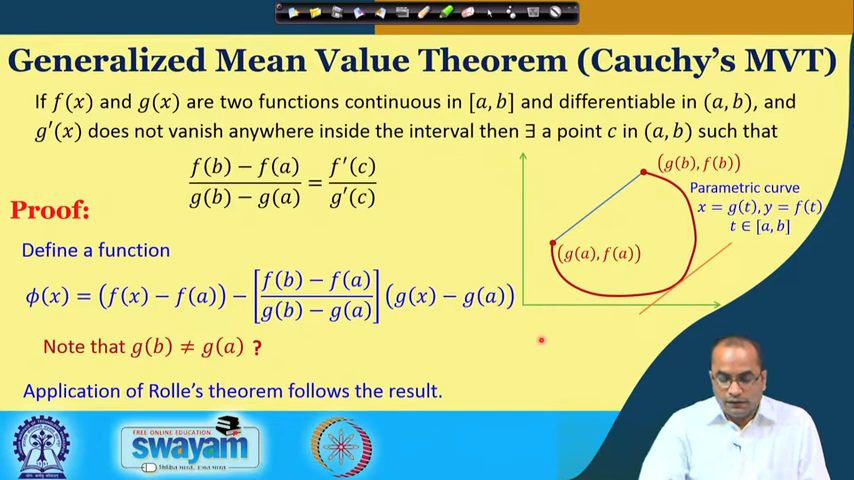 Generalized Mean Value Theorem (Cauchy's MVT)
If f(x) and g(x) are two functions continuous in [a, b] and differentiable in (a, b), and
g′(x) does not vanish anywhere inside the interval then ∃ a point c in (a, b) such that
f(b) − f(a) / g(b) − g(a) = f′(c) / g′(c)
(g(b), f(b))
Parametric curve
x = g(t), y = f(t)
t ∈ [a, b]
(g(a), f(a))
Proof:
Define a function
ϕ(x) = (f(x) − f(a)) − [f(b) − f(a) / g(b) − g(a)] (g(x) − g(a))
Note that g(b) ≠ g(a) ?
Application of Rolle's theorem follows the result.
FREE ONLINE EDUCATION
swayam